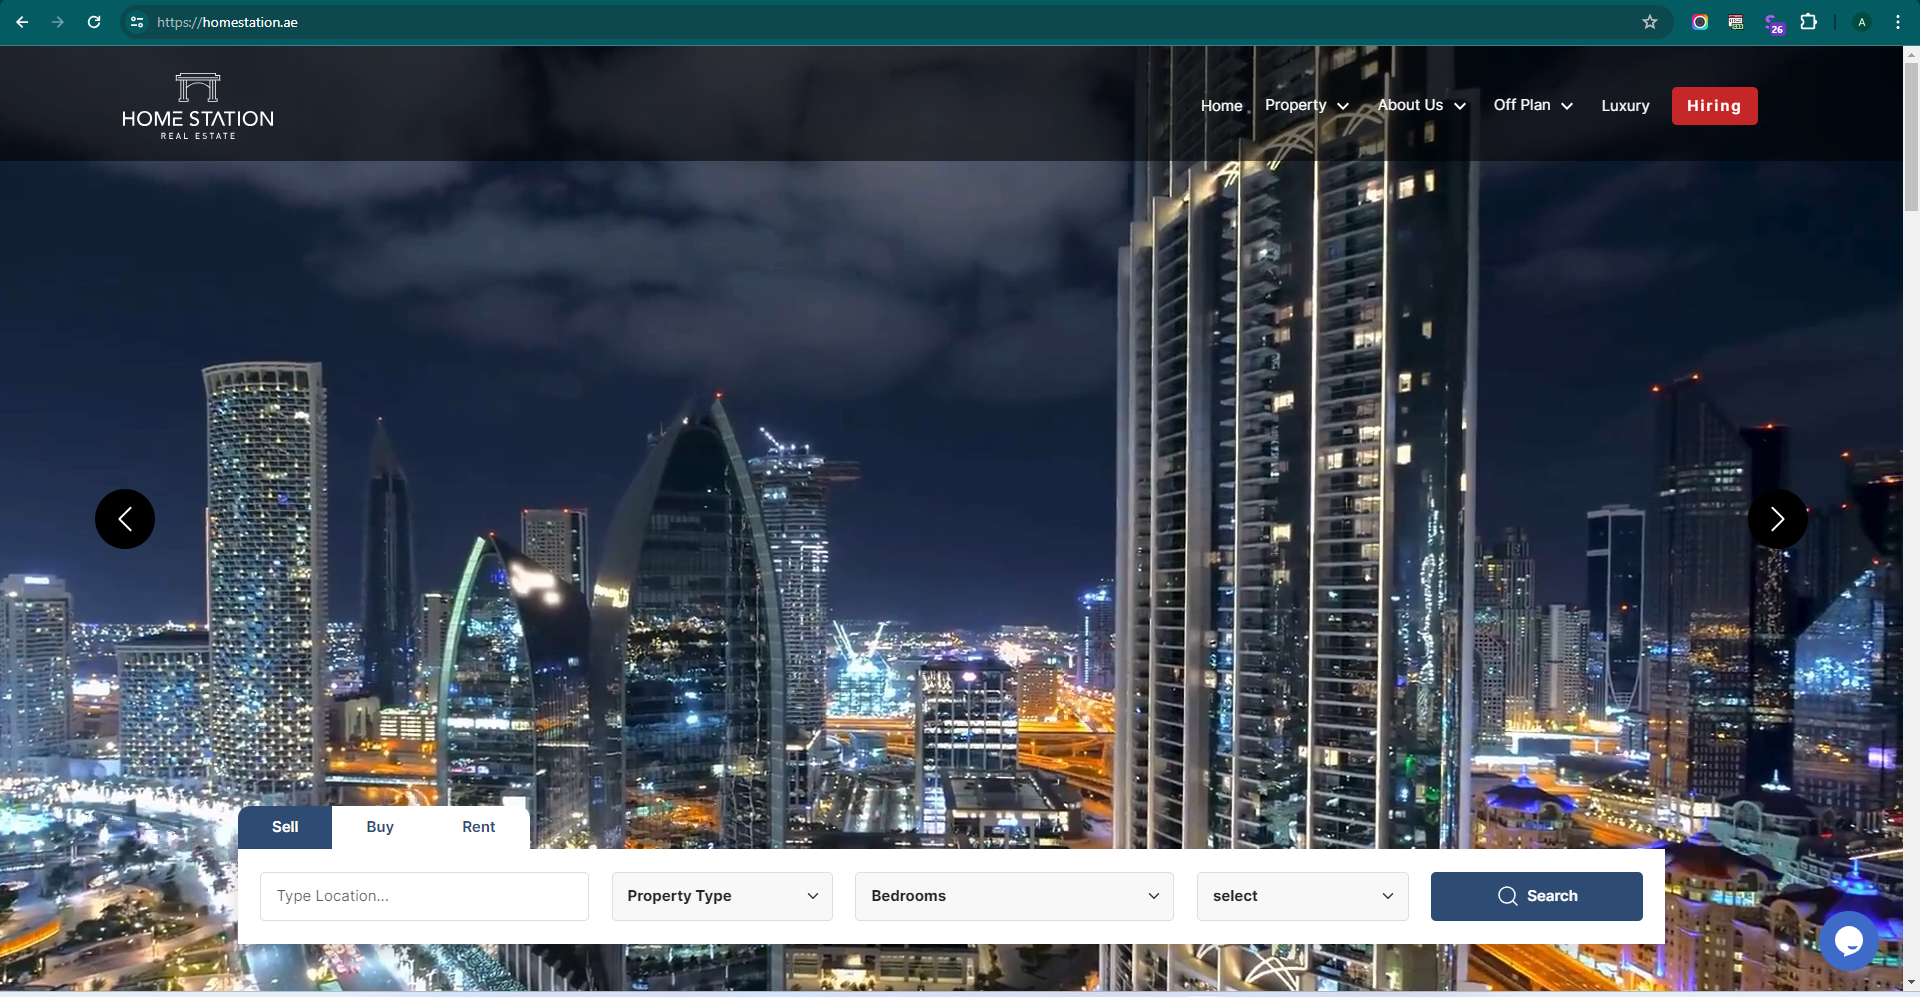 https://homestation.ae
26
A
HOME STATION
REAL ESTATE
Home
Property
About Us
Off Plan
Luxury
Hiring
Sell
Buy
Rent
Type Location...
Property Type
Bedrooms
select
Search